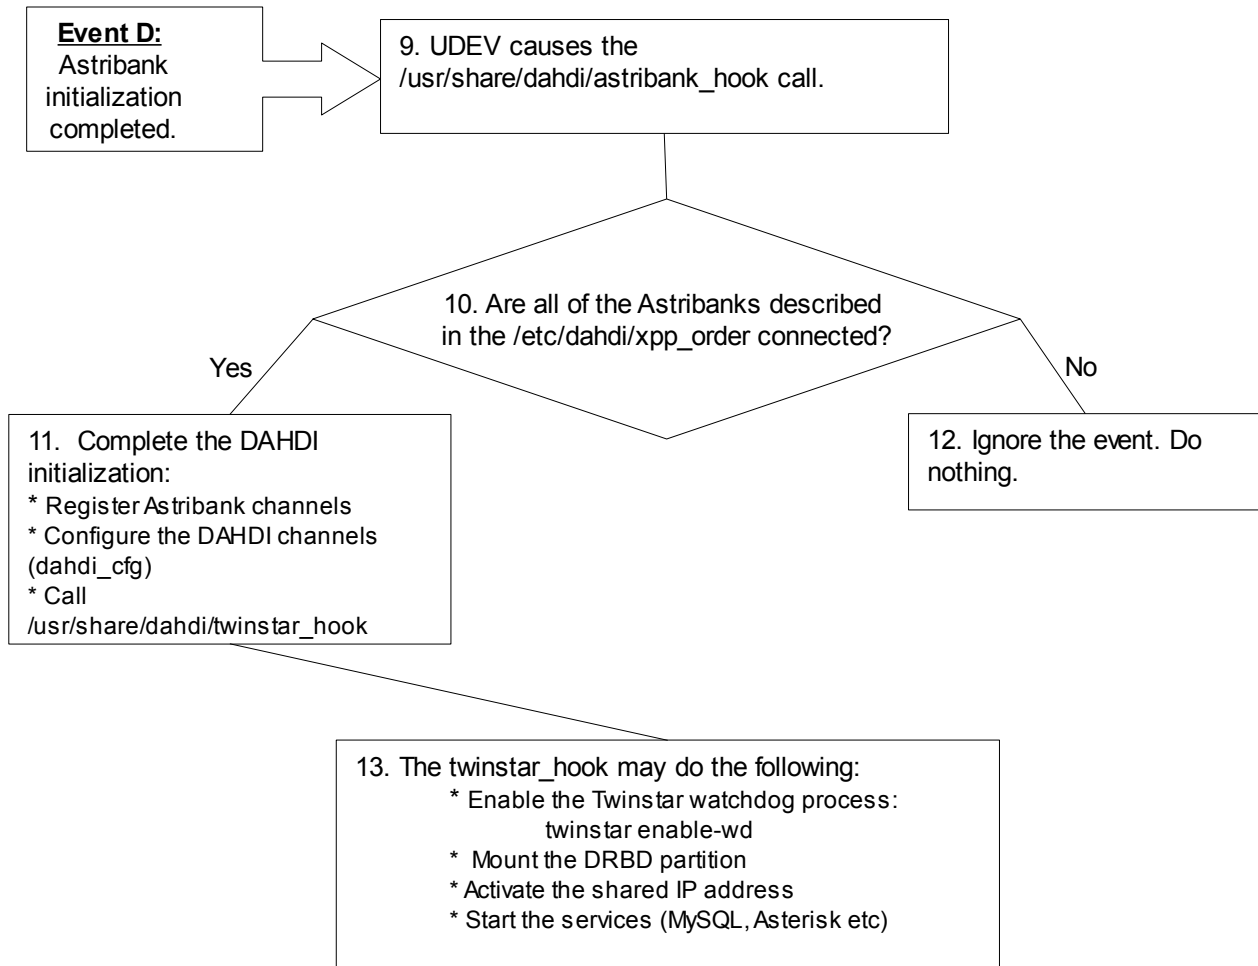 Event D:
Astribank
initialization
completed.
9. UDEV causes the
/usr/share/dahdi/astribank_hook call.
10. Are all of the Astribanks described
in the /etc/dahdi/xpp_order connected?
Yes
No
11.  Complete the DAHDI
initialization:
* Register Astribank channels
* Configure the DAHDI channels
(dahdi_cfg)
* Call
/usr/share/dahdi/twinstar_hook
12. Ignore the event. Do
nothing.
13. The twinstar_hook may do the following:
* Enable the Twinstar watchdog process:
twinstar enable-wd
* Mount the DRBD partition
* Activate the shared IP address
* Start the services (MySQL, Asterisk etc)